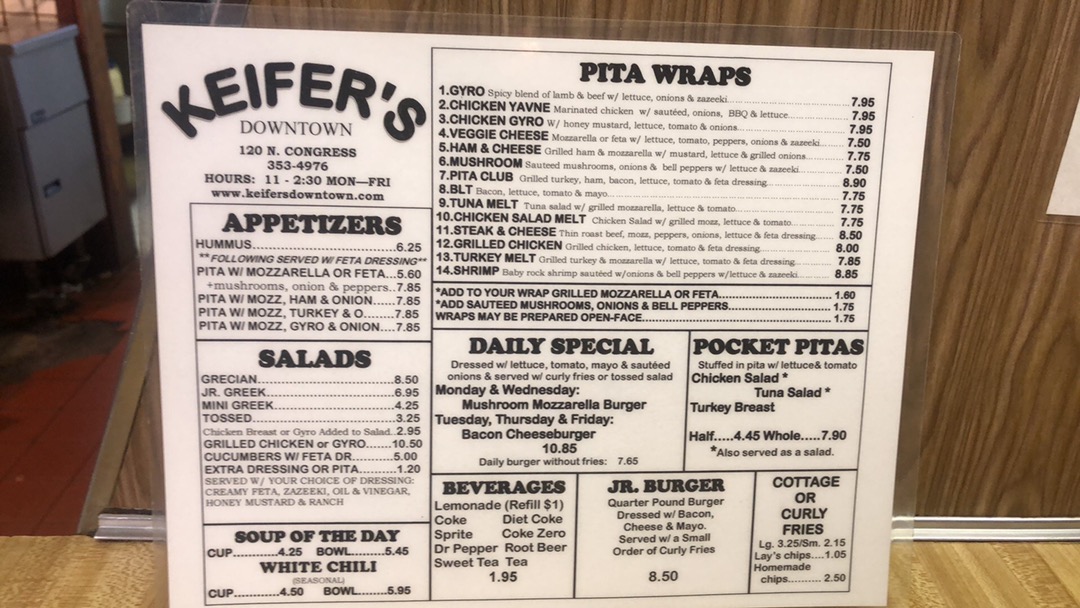 KEIFER'S
DOWNTOWN
120 N. CONGRESS
353-4976
HOURS: 11 - 2:30 MON—FRI
www.keifersdowntown.com
APPETIZERS
HUMMUS...6.25
**FOLLOWING SERVED W/ FETA DRESSING**
PITA W/ MOZZARELLA OR FETA...5.60
+mushrooms, onion & peppers..7.85
PITA W/ MOZZ, HAM & ONION.....7.85
PITA W/ MOZZ, TURKEY & O.......7.85
PITA W/ MOZZ, GYRO & ONION....7.85
SALADS
GRECIAN...8.50
JR. GREEK...6.95
MINI GREEK...4.25
TOSSED...3.25
Chicken Breast or Gyro Added to Salad..2.95
GRILLED CHICKEN or GYRO......10.50
CUCUMBERS W/ FETA DR.........5.00
EXTRA DRESSING OR PITA.........1.20
SERVED W/ YOUR CHOICE OF DRESSING:
CREAMY FETA, ZAZEEKI, OIL & VINEGAR,
HONEY MUSTARD & RANCH
SOUP OF THE DAY
CUP...........4.25 BOWL.........5.45
WHITE CHILI
(SEASONAL)
CUP............4.50 BOWL........5.95
PITA WRAPS
1.GYRO Spicy blend of lamb & beef w/ lettuce, onions & zazeeki...7.95
2.CHICKEN YAVNE Marinated chicken w/ sautéed, onions, BBQ & lettuce...7.95
3.CHICKEN GYRO W/ honey mustard, lettuce, tomato & onions...7.95
4.VEGGIE CHEESE Mozzarella or feta w/ lettuce, tomato, peppers, onions & zazeeki...7.50
5.HAM & CHEESE Grilled ham & mozzarella w/ mustard, lettuce & grilled onions...7.75
6.MUSHROOM Sauteed mushrooms, onions & bell peppers w/ lettuce & zazeeki...7.50
7.PITA CLUB Grilled turkey, ham, bacon, lettuce, tomato & feta dressing...8.90
8.BLT Bacon, lettuce, tomato & mayo...7.75
9.TUNA MELT Tuna salad w/ grilled mozzarella, lettuce & tomato...7.75
10.CHICKEN SALAD MELT Chicken Salad w/ grilled mozz, lettuce & tomato...7.75
11.STEAK & CHEESE Thin roast beef, mozz, peppers, onions, lettuce & feta dressing...8.50
12.GRILLED CHICKEN Grilled chicken, lettuce, tomato & feta dressing...8.00
13.TURKEY MELT Grilled turkey & mozzarella w/ lettuce, tomato & feta dressing...7.85
14.SHRIMP Baby rock shrimp sautéed w/onions & bell peppers w/lettuce & zazeeki...8.85
*ADD TO YOUR WRAP GRILLED MOZZARELLA OR FETA...1.60
*ADD SAUTEED MUSHROOMS, ONIONS & BELL PEPPERS...1.75
WRAPS MAY BE PREPARED OPEN-FACE...1.75
DAILY SPECIAL
Dressed w/ lettuce, tomato, mayo & sautéed
onions & served w/ curly fries or tossed salad
Monday & Wednesday:
Mushroom Mozzarella Burger
Tuesday, Thursday & Friday:
Bacon Cheeseburger
10.85
Daily burger without fries: 7.65
POCKET PITAS
Stuffed in pita w/ lettuce& tomato
Chicken Salad *
Tuna Salad *
Turkey Breast
Half.....4.45 Whole.....7.90
*Also served as a salad.
BEVERAGES
Lemonade (Refill $1)
Coke Diet Coke
Sprite Coke Zero
Dr Pepper Root Beer
Sweet Tea Tea
1.95
JR. BURGER
Quarter Pound Burger
Dressed w/ Bacon,
Cheese & Mayo.
Served w/ a Small
Order of Curly Fries
8.50
COTTAGE
OR
CURLY
FRIES
Lg. 3.25/Sm. 2.15
Lay's chips....1.05
Homemade
chips.......... 2.50